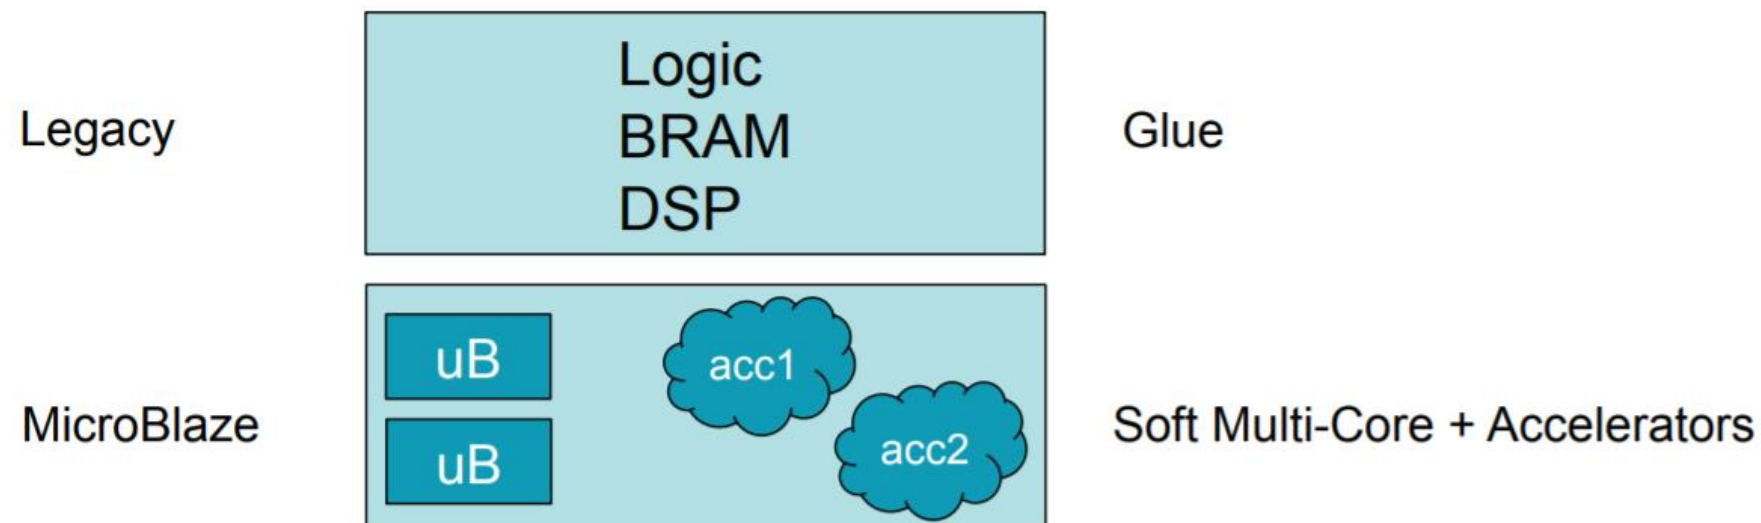 Legacy
Logic
BRAM
DSP
Glue
MicroBlaze
uB
uB
acc1
acc2
Soft Multi-Core + Accelerators